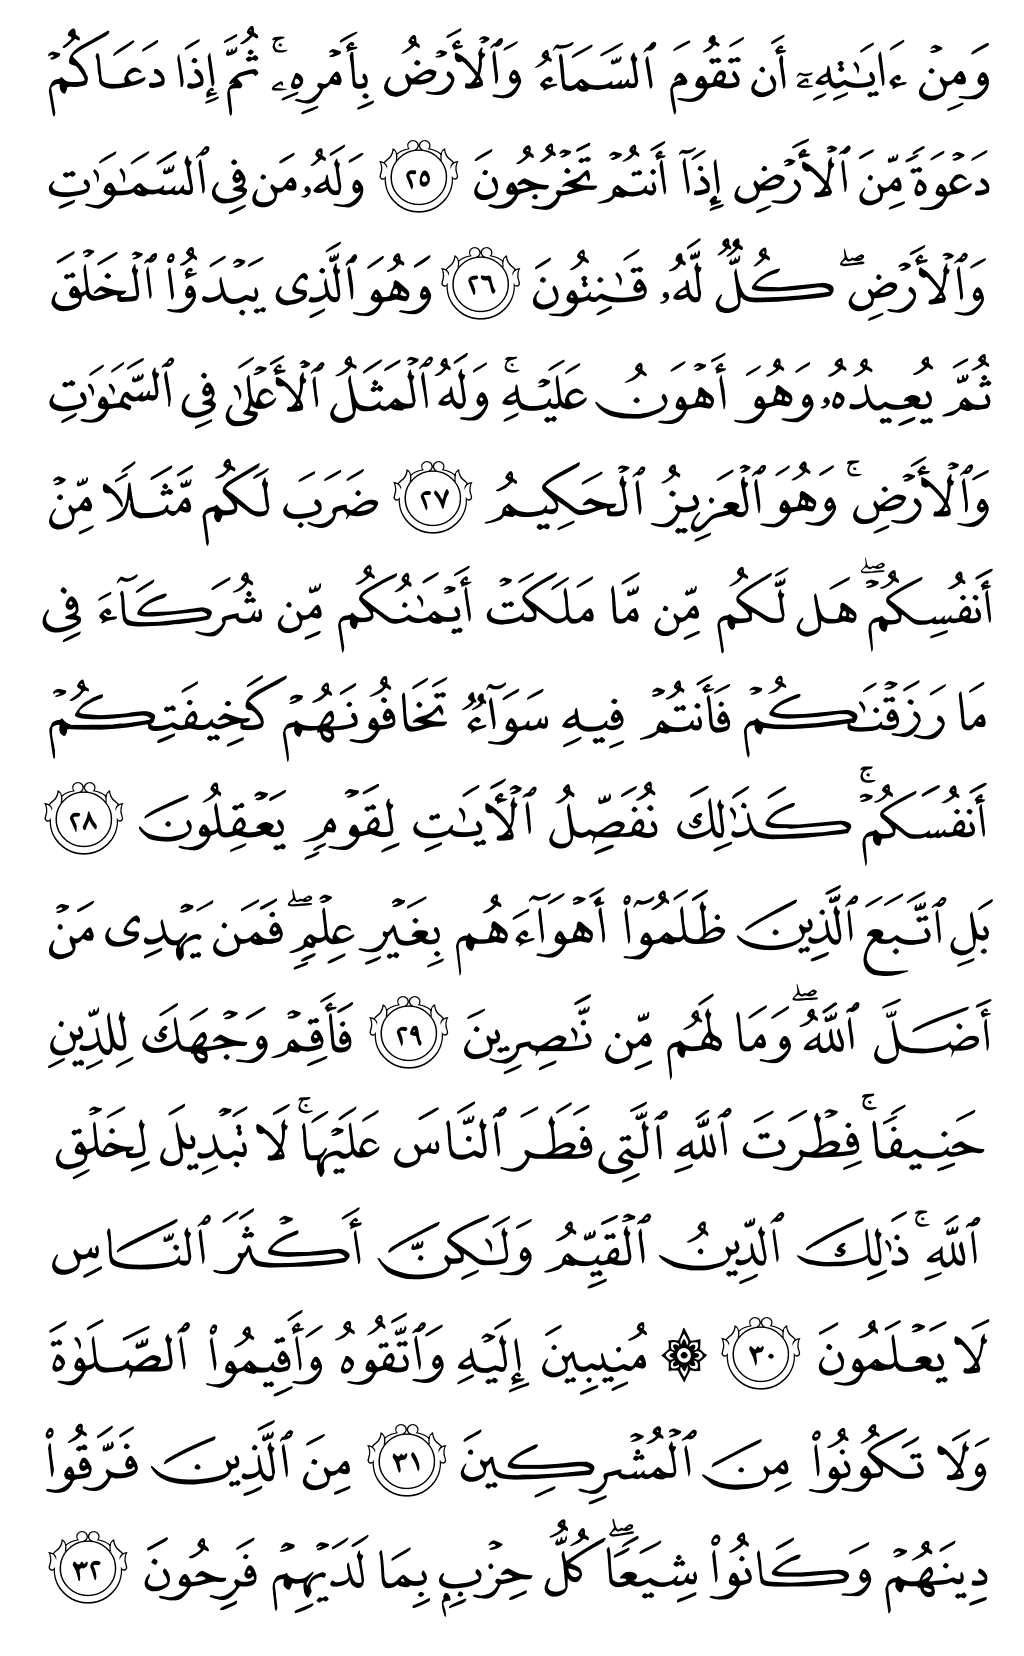 وَمِنْ ءَايَـٰتِهِۦٓ أَن تَقُومَ ٱلسَّمَآءُ وَٱلْأَرْضُ بِأَمْرِهِۦ ۚ ثُمَّ إِذَا دَعَاكُمْ
دَعْوَةً مِّنَ ٱلْأَرْضِ إِذَآ أَنتُمْ تَخْرُجُونَ ٢٥ وَلَهُۥ مَن فِى ٱلسَّمَـٰوَٰتِ
وَٱلْأَرْضِ ۖ كُلٌّ لَّهُۥ قَـٰنِتُونَ ٢٦ وَهُوَ ٱلَّذِى يَبْدَؤُا۟ ٱلْخَلْقَ
ثُمَّ يُعِيدُهُۥ وَهُوَ أَهْوَنُ عَلَيْهِ ۚ وَلَهُ ٱلْمَثَلُ ٱلْأَعْلَىٰ فِى ٱلسَّمَـٰوَٰتِ
وَٱلْأَرْضِ ۚ وَهُوَ ٱلْعَزِيزُ ٱلْحَكِيمُ ٢٧ ضَرَبَ لَكُم مَّثَلًا مِّنْ
أَنفُسِكُمْ ۖ هَل لَّكُم مِّن مَّا مَلَكَتْ أَيْمَـٰنُكُم مِّن شُرَكَآءَ فِى
مَا رَزَقْنَـٰكُمْ فَأَنتُمْ فِيهِ سَوَآءٌ تَخَافُونَهُمْ كَخِيفَتِكُمْ
أَنفُسَكُمْ ۚ كَذَٰلِكَ نُفَصِّلُ ٱلْـَٔايَـٰتِ لِقَوْمٍ يَعْقِلُونَ ٢٨
بَلِ ٱتَّبَعَ ٱلَّذِينَ ظَلَمُوٓا۟ أَهْوَآءَهُم بِغَيْرِ عِلْمٍ ۖ فَمَن يَهْدِى مَنْ
أَضَلَّ ٱللَّهُ ۖ وَمَا لَهُم مِّن نَّـٰصِرِينَ ٢٩ فَأَقِمْ وَجْهَكَ لِلدِّينِ
حَنِيفًا ۚ فِطْرَتَ ٱللَّهِ ٱلَّتِى فَطَرَ ٱلنَّاسَ عَلَيْهَا ۚ لَا تَبْدِيلَ لِخَلْقِ
ٱللَّهِ ۚ ذَٰلِكَ ٱلدِّينُ ٱلْقَيِّمُ وَلَـٰكِنَّ أَكْثَرَ ٱلنَّاسِ
لَا يَعْلَمُونَ ٣٠ ۞ مُنِيبِينَ إِلَيْهِ وَٱتَّقُوهُ وَأَقِيمُوا۟ ٱلصَّلَوٰةَ
وَلَا تَكُونُوا۟ مِنَ ٱلْمُشْرِكِينَ ٣١ مِنَ ٱلَّذِينَ فَرَّقُوا۟
دِينَهُمْ وَكَانُوا۟ شِيَعًا ۖ كُلُّ حِزْبٍۭ بِمَا لَدَيْهِمْ فَرِحُونَ ٣٢